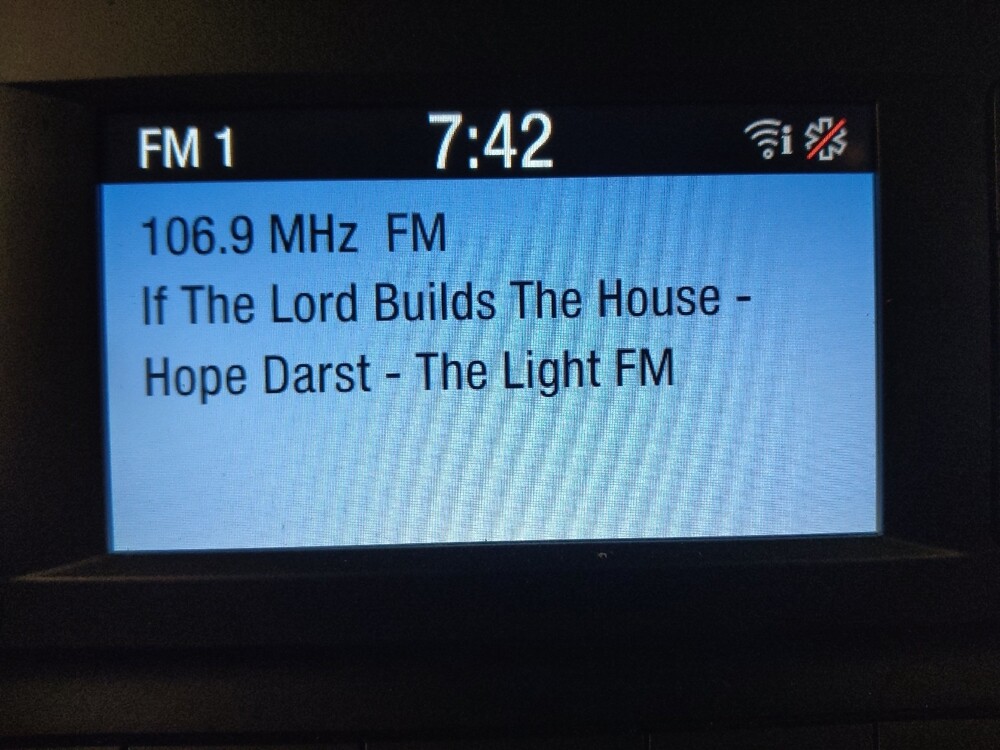 FM 1 7:42 i
106.9 MHz FM
If The Lord Builds The House -
Hope Darst - The Light FM